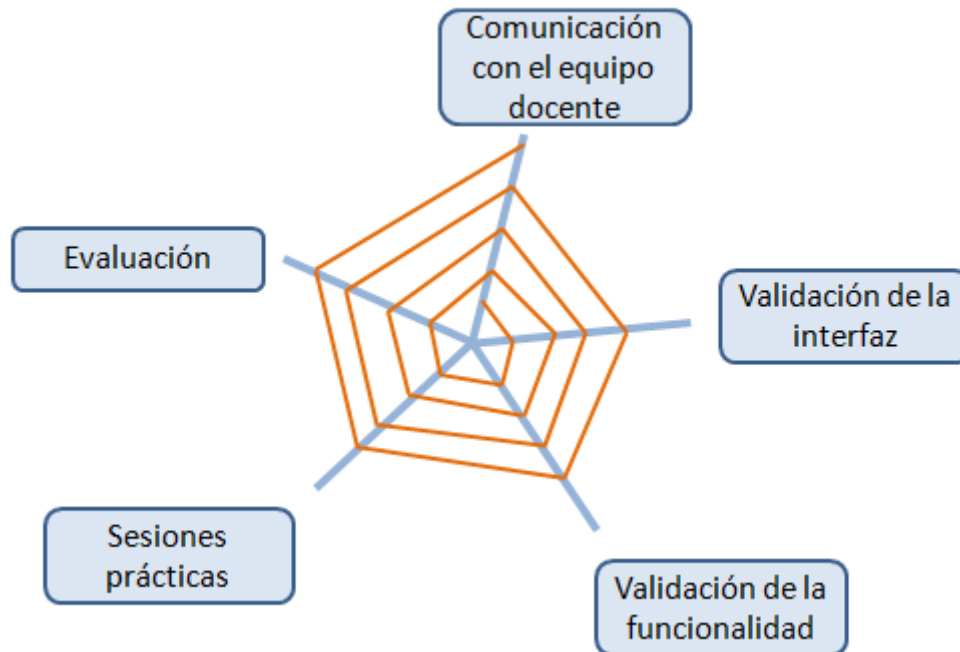 Comunicación
con el equipo
docente
Evaluación
Validación de la
interfaz
Sesiones
prácticas
Validación de la
funcionalidad